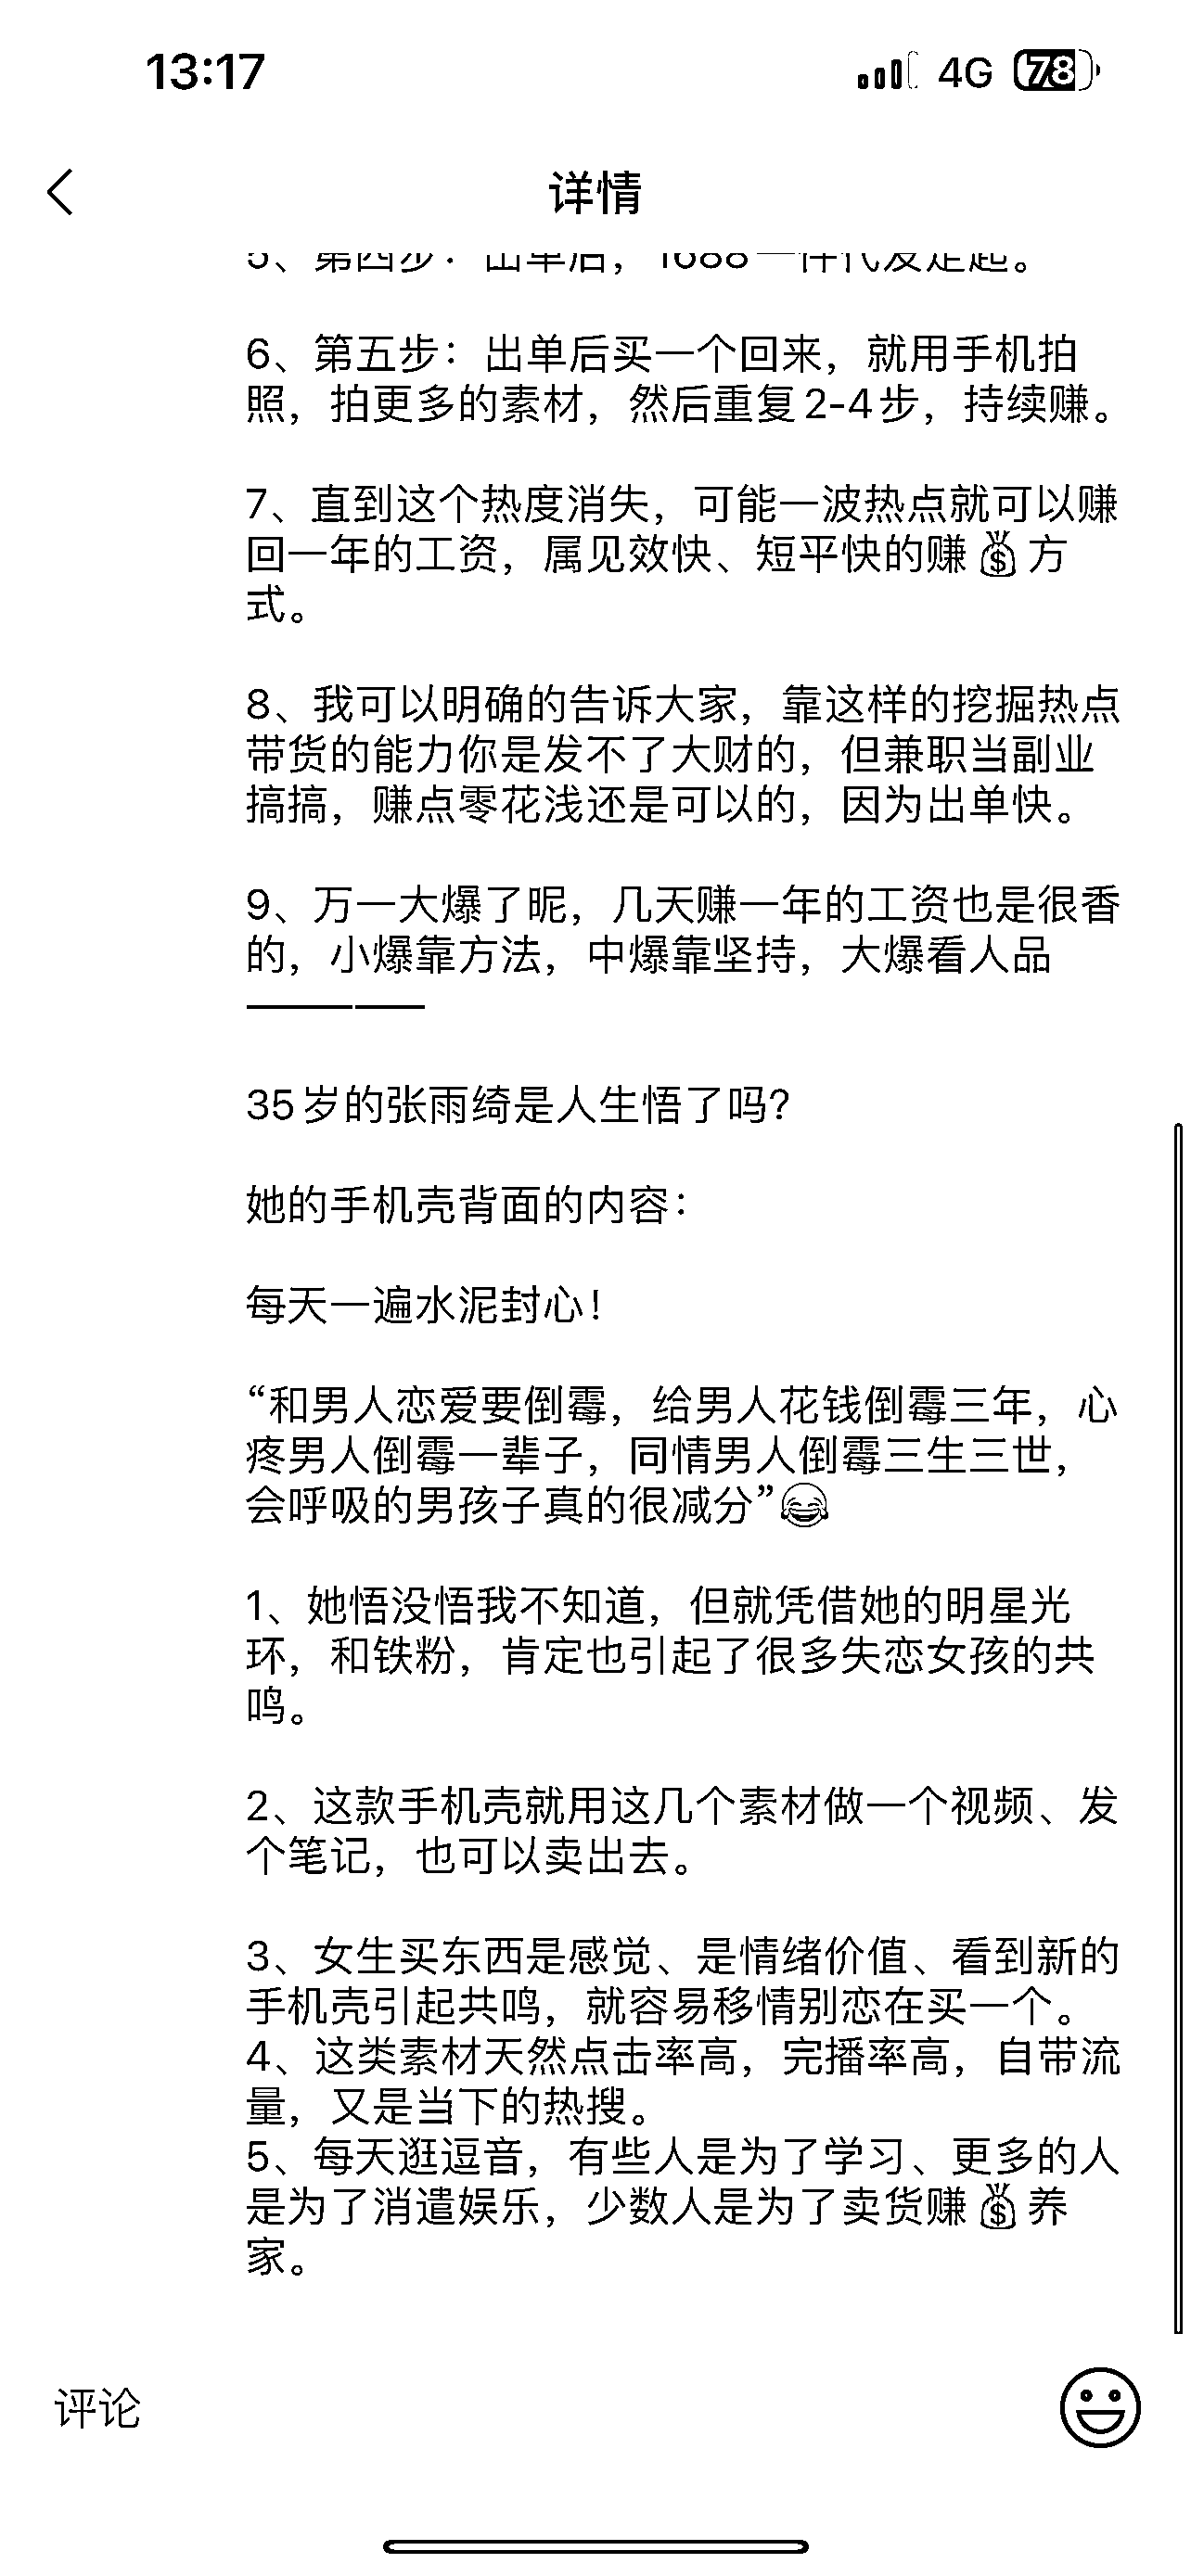 13:17
4G 78
详情
5、第四步：出单后，1688一件代发走起。
6、第五步：出单后买一个回来，就用手机拍
照，拍更多的素材，然后重复2-4步，持续赚。
7、直到这个热度消失，可能一波热点就可以赚
回一年的工资，属见效快、短平快的赚💰方
式。
8、我可以明确的告诉大家，靠这样的挖掘热点
带货的能力你是发不了大财的，但兼职当副业
搞搞，赚点零花浅还是可以的，因为出单快。
9、万一大爆了昵，几天赚一年的工资也是很香
的，小爆靠方法，中爆靠坚持，大爆看人品
—————
35岁的张雨绮是人生悟了吗？
她的手机壳背面的内容：
每天一遍水泥封心！
“和男人恋爱要倒霉，给男人花钱倒霉三年，心
疼男人倒霉一辈子，同情男人倒霉三生三世，
会呼吸的男孩子真的很减分”😂
1、她悟没悟我不知道，但就凭借她的明星光
环，和铁粉，肯定也引起了很多失恋女孩的共
鸣。
2、这款手机壳就用这几个素材做一个视频、发
个笔记，也可以卖出去。
3、女生买东西是感觉、是情绪价值、看到新的
手机壳引起共鸣，就容易移情别恋在买一个。
4、这类素材天然点击率高，完播率高，自带流
量，又是当下的热搜。
5、每天逛逗音，有些人是为了学习、更多的人
是为了消遣娱乐，少数人是为了卖货赚💰养
家。
评论